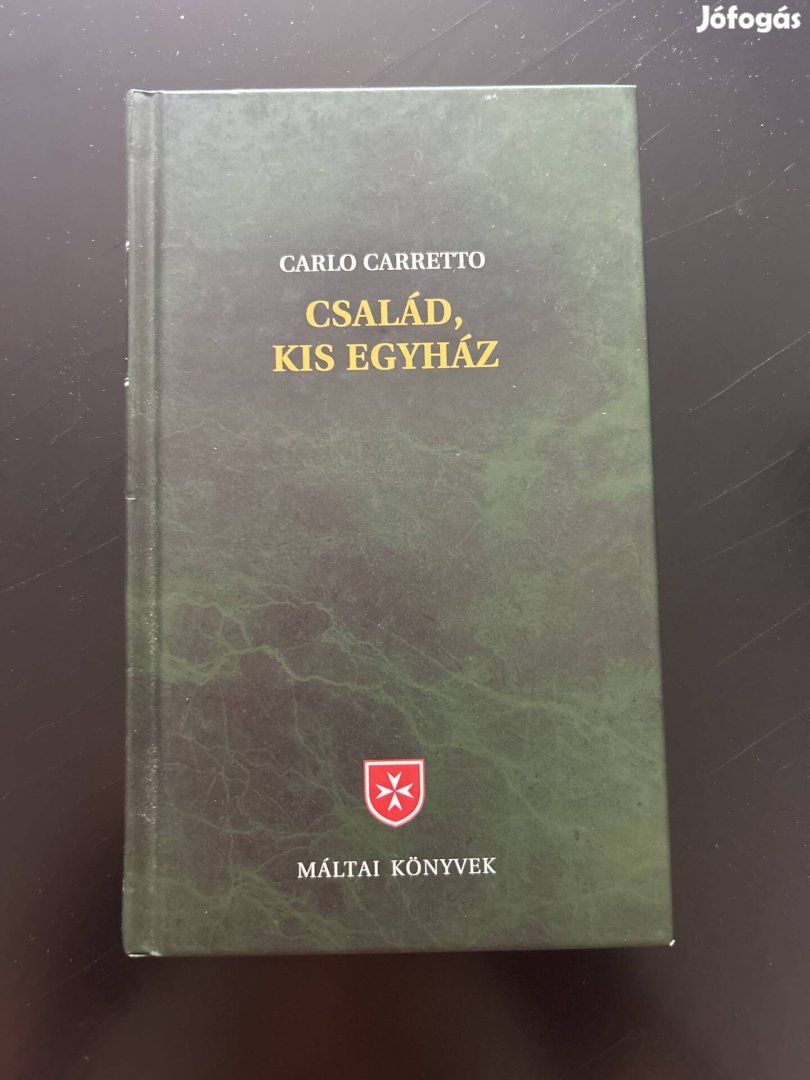 Jófogás
CARLO CARRETTO
CSALÁD,
KIS EGYHÁZ
MÁLTAI KÖNYVEK